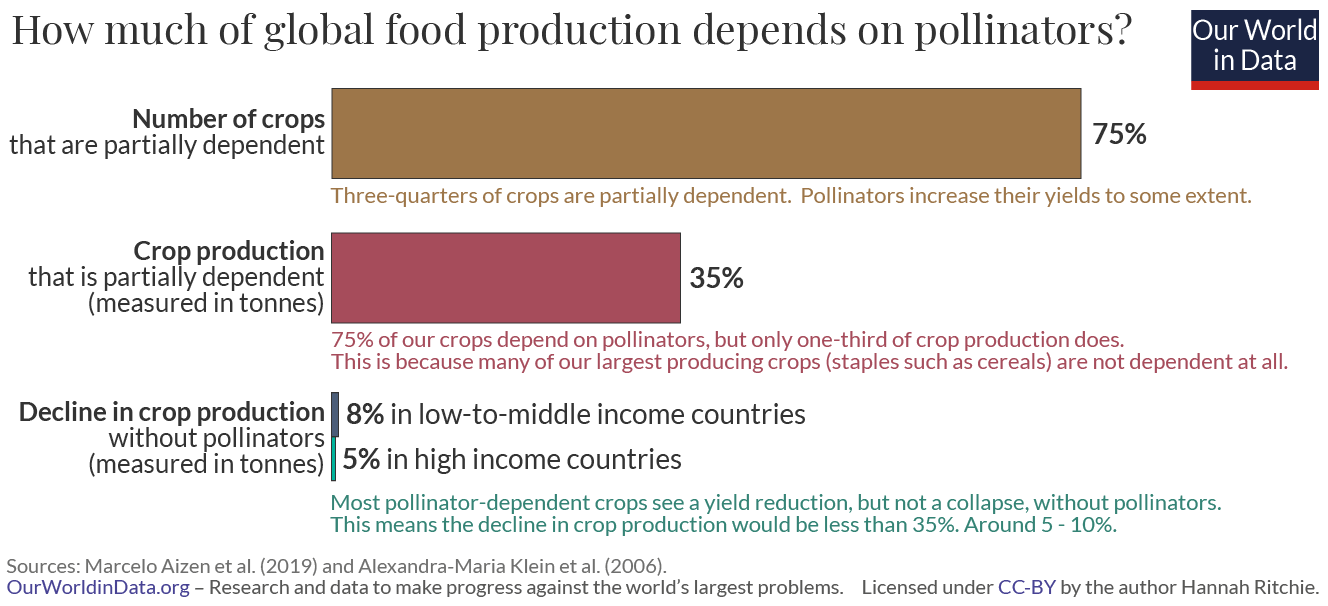 How much of global food production depends on pollinators?
Our World
in Data
Number of crops
that are partially dependent
75%
Three-quarters of crops are partially dependent. Pollinators increase their yields to some extent.
Crop production
that is partially dependent
(measured in tonnes)
35%
75% of our crops depend on pollinators, but only one-third of crop production does.
This is because many of our largest producing crops (staples such as cereals) are not dependent at all.
Decline in crop production
without pollinators
(measured in tonnes)
8% in low-to-middle income countries
5% in high income countries
Most pollinator-dependent crops see a yield reduction, but not a collapse, without pollinators.
This means the decline in crop production would be less than 35%. Around 5 - 10%.
Sources: Marcelo Aizen et al. (2019) and Alexandra-Maria Klein et al. (2006).
OurWorldinData.org – Research and data to make progress against the world's largest problems. Licensed under CC-BY by the author Hannah Ritchie.